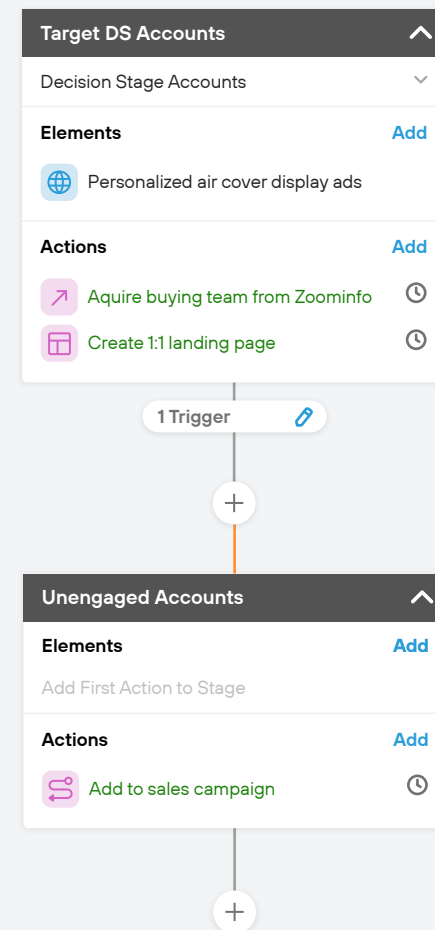 Target DS Accounts
Decision Stage Accounts
Elements Add
Personalized air cover display ads
Actions Add
Aquire buying team from Zoominfo
Create 1:1 landing page
1 Trigger
Unengaged Accounts
Elements Add
Add First Action to Stage
Actions Add
Add to sales campaign